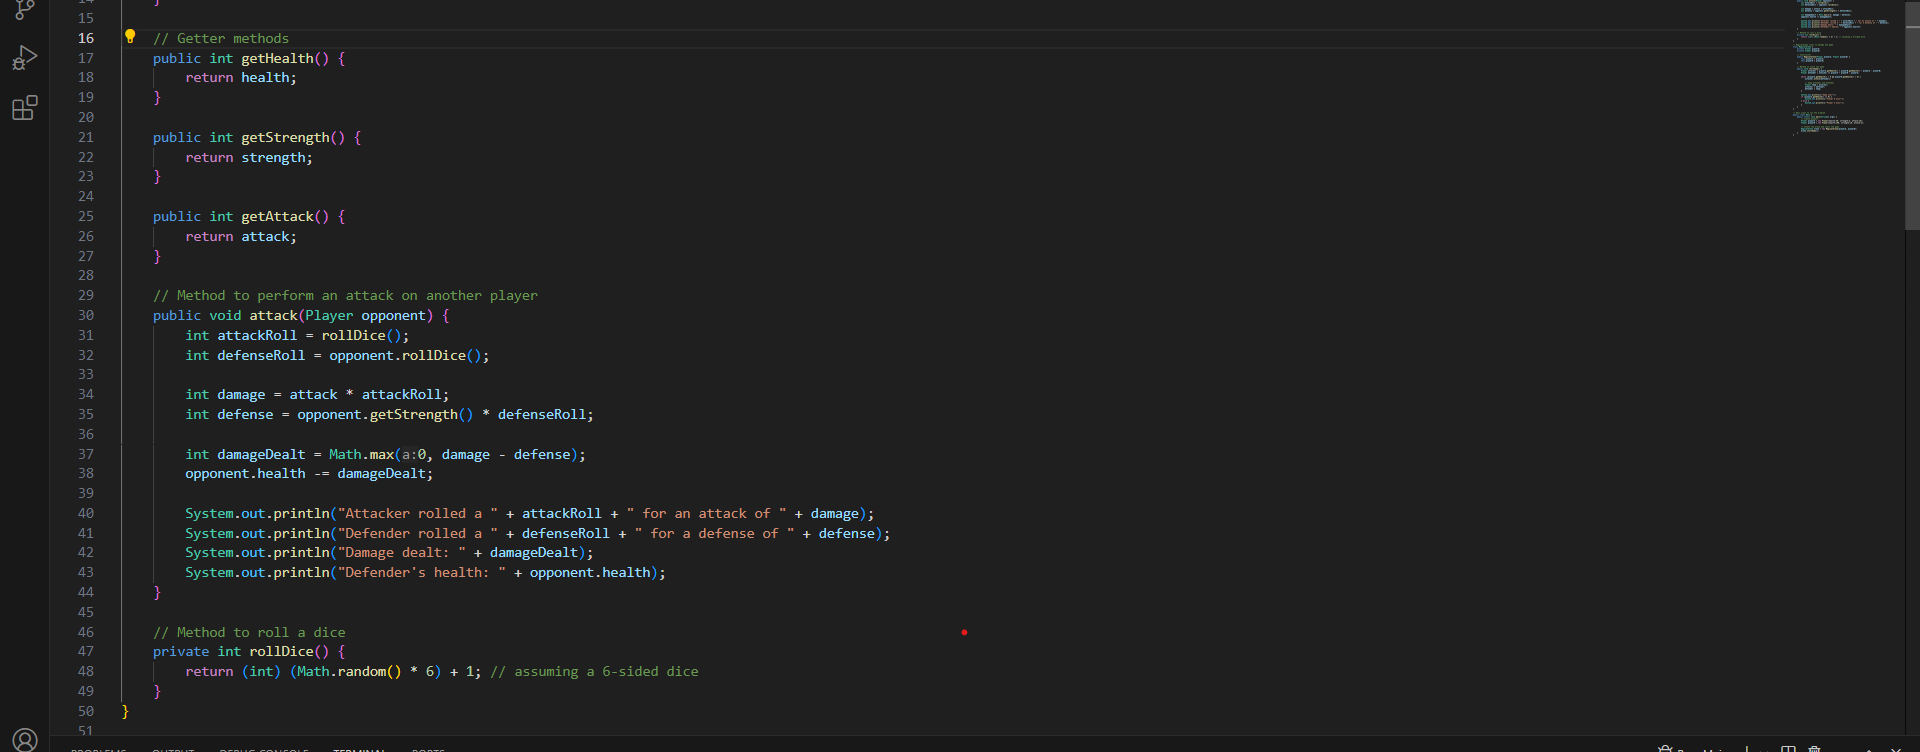 14 }
15
16 // Getter methods
17 public int getHealth() {
18 return health;
19 }
20
21 public int getStrength() {
22 return strength;
23 }
24
25 public int getAttack() {
26 return attack;
27 }
28
29 // Method to perform an attack on another player
30 public void attack(Player opponent) {
31 int attackRoll = rollDice();
32 int defenseRoll = opponent.rollDice();
33
34 int damage = attack * attackRoll;
35 int defense = opponent.getStrength() * defenseRoll;
36
37 int damageDealt = Math.max(a:0, damage - defense);
38 opponent.health -= damageDealt;
39
40 System.out.println("Attacker rolled a " + attackRoll + " for an attack of " + damage);
41 System.out.println("Defender rolled a " + defenseRoll + " for a defense of " + defense);
42 System.out.println("Damage dealt: " + damageDealt);
43 System.out.println("Defender's health: " + opponent.health);
44 }
45
46 // Method to roll a dice
47 private int rollDice() {
48 return (int) (Math.random() * 6) + 1; // assuming a 6-sided dice
49 }
50 }
51
PROBLEMS OUTPUT DEBUG CONSOLE TERMINAL PORTS